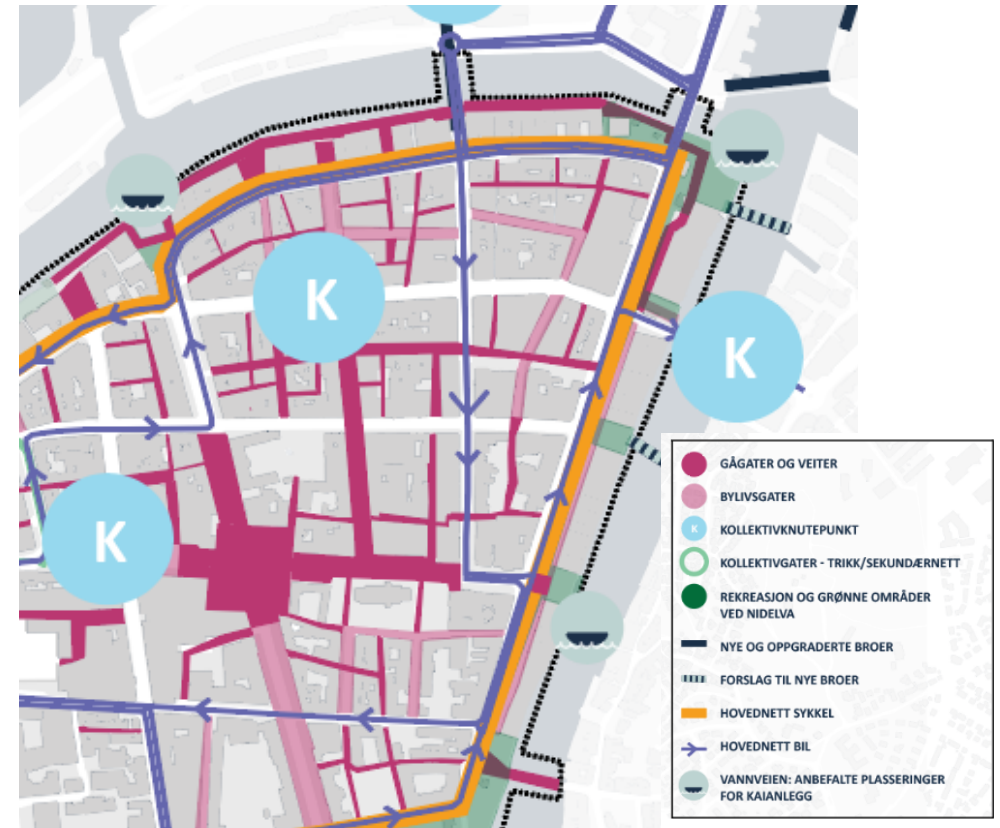 K
K
K
GÅGATER OG VEITER
BYLIVSGATER
K
KOLLEKTIVKNUTEPUNKT
KOLLEKTIVGATER - TRIKK/SEKUNDÆRNETT
REKREASJON OG GRØNNE OMRÅDER
VED NIDELVA
NYE OG OPPGRADERTE BROER
FORSLAG TIL NYE BROER
HOVEDNETT SYKKEL
HOVEDNETT BIL
VANNVEIEN: ANBEFALTE PLASSERINGER
FOR KAIANLEGG